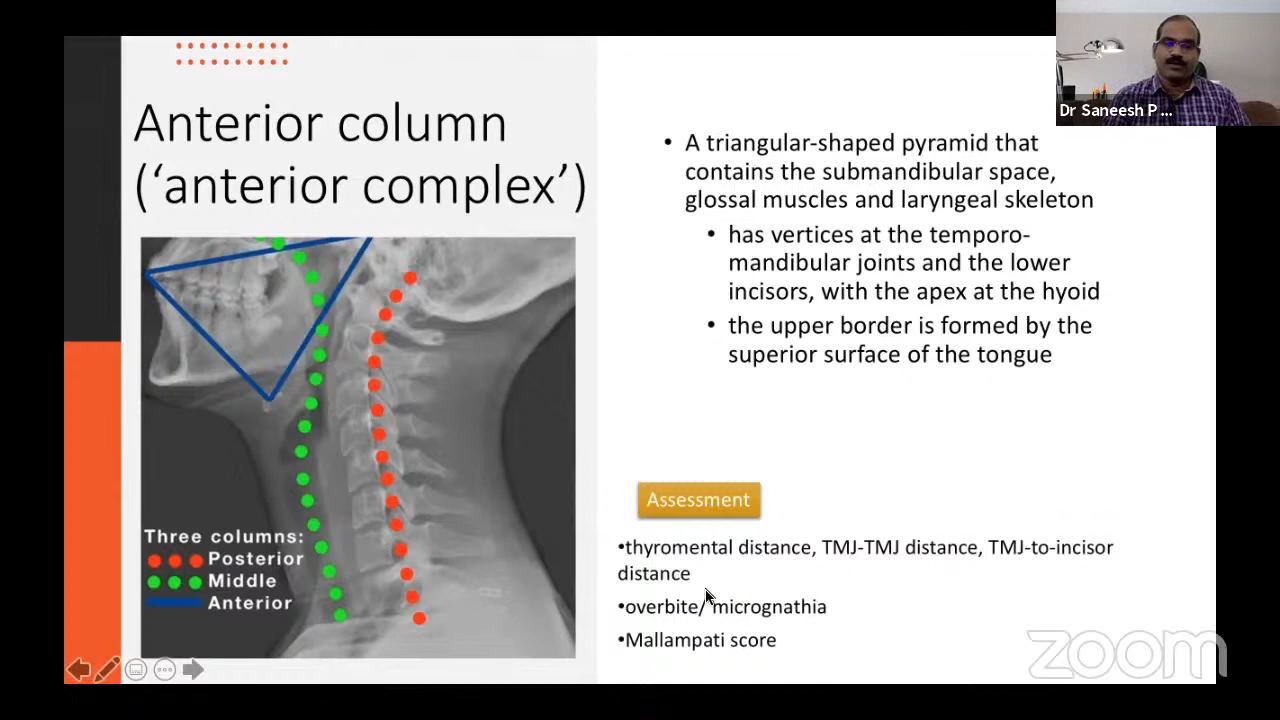 Anterior column
(‘anterior complex’)
Three columns:
Posterior
Middle
Anterior
• A triangular-shaped pyramid that
contains the submandibular space,
glossal muscles and laryngeal skeleton
• has vertices at the temporo-
mandibular joints and the lower
incisors, with the apex at the hyoid
• the upper border is formed by the
superior surface of the tongue
Assessment
•thyromental distance, TMJ-TMJ distance, TMJ-to-incisor
distance
•overbite/ micrognathia
•Mallampati score
Dr Saneesh P ...
zoom